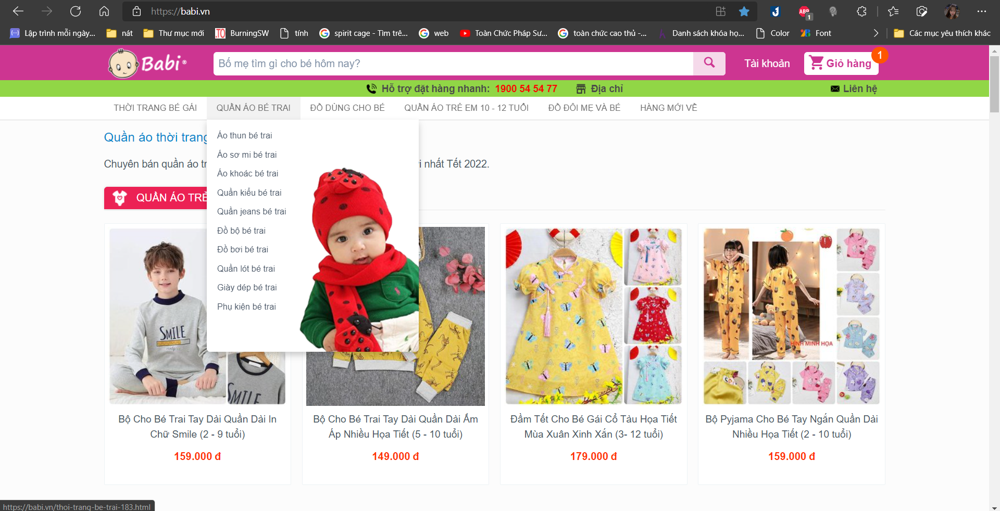 https://babi.vn
ABP
1
Lập trình mỗi ngày...
nát
Thư mục mới
.TO
BurningSW
tính
spirit cage - Tìm trê...
web
Toàn Chức Pháp Sư...
toàn chức cao thủ -...
Danh sách khóa họ...
Color
Font
Các mục yêu thích khác
Babi®
Bố mẹ tìm gì cho bé hôm nay?
Tài khoản
Giỏ hàng
1
Hỗ trợ đặt hàng nhanh: 1900 54 54 77
Địa chỉ
Liên hệ
THỜI TRANG BÉ GÁI
QUẦN ÁO BÉ TRAI
ĐỒ DÙNG CHO BÉ
QUẦN ÁO TRẺ EM 10 - 12 TUỔI
ĐỒ ĐÔI MẸ VÀ BÉ
HÀNG MỚI VỀ
Quần áo thời trang
Chuyên bán quần áo tr
i nhất Tết 2022.
QUẦN ÁO TRẺ
Áo thun bé trai
Áo sơ mi bé trai
Áo khoác bé trai
Quần kiểu bé trai
Quần jeans bé trai
Đồ bộ bé trai
Đồ bơi bé trai
Quần lót bé trai
Giày dép bé trai
Phụ kiện bé trai
SMILE
SMILE
HÌNH MINH HỌA
Bộ Cho Bé Trai Tay Dài Quần Dài In
Chữ Smile (2 - 9 tuổi)
159.000 đ
Bộ Cho Bé Trai Tay Dài Quần Dài Ấm
Áp Nhiều Họa Tiết (5 - 10 tuổi)
149.000 đ
Đầm Tết Cho Bé Gái Cổ Tàu Họa Tiết
Mùa Xuân Xinh Xắn (3- 12 tuổi)
179.000 đ
Bộ Pyjama Cho Bé Tay Ngắn Quần Dài
Nhiều Họa Tiết (2 - 10 tuổi)
159.000 đ
https://babi.vn/thoi-trang-be-trai-183.html